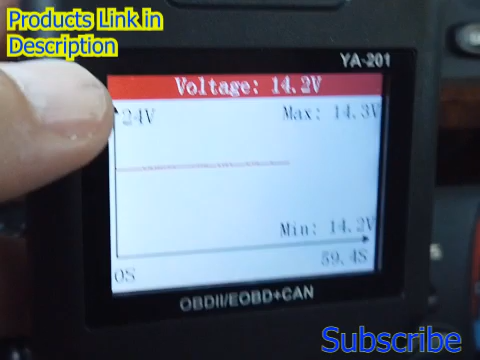 Products Link in
Description
YA-201
Voltage: 14.2V
24V
Max: 14.3V
Min: 14.2V
0S
59.4S
OBDII/EOBD+CAN
Subscribe